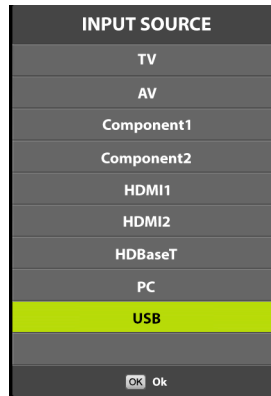 INPUT SOURCE
TV
AV
Component1
Component2
HDMI1
HDMI2
HDBaseT
PC
USB
OK Ok